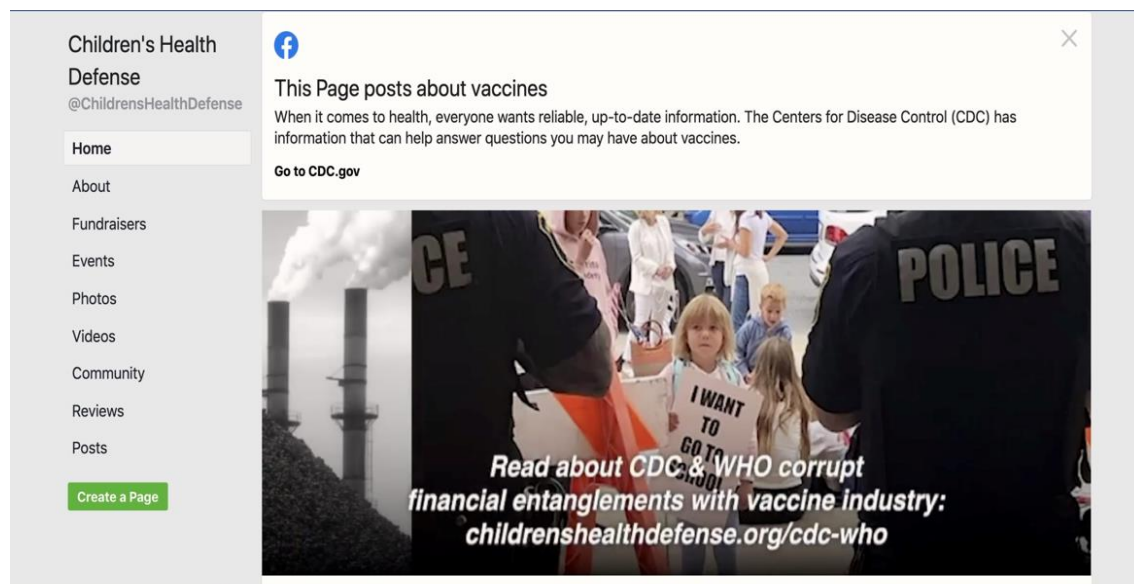 Children's Health
Defense
@ChildrensHealthDefense
Home
About
Fundraisers
Events
Photos
Videos
Community
Reviews
Posts
Create a Page
This Page posts about vaccines
When it comes to health, everyone wants reliable, up-to-date information. The Centers for Disease Control (CDC) has
information that can help answer questions you may have about vaccines.
Go to CDC.gov
CE
POLICE
I WANT
TO
GO TO
SCHOOL
Read about CDC & WHO corrupt
financial entanglements with vaccine industry:
childrenshealthdefense.org/cdc-who